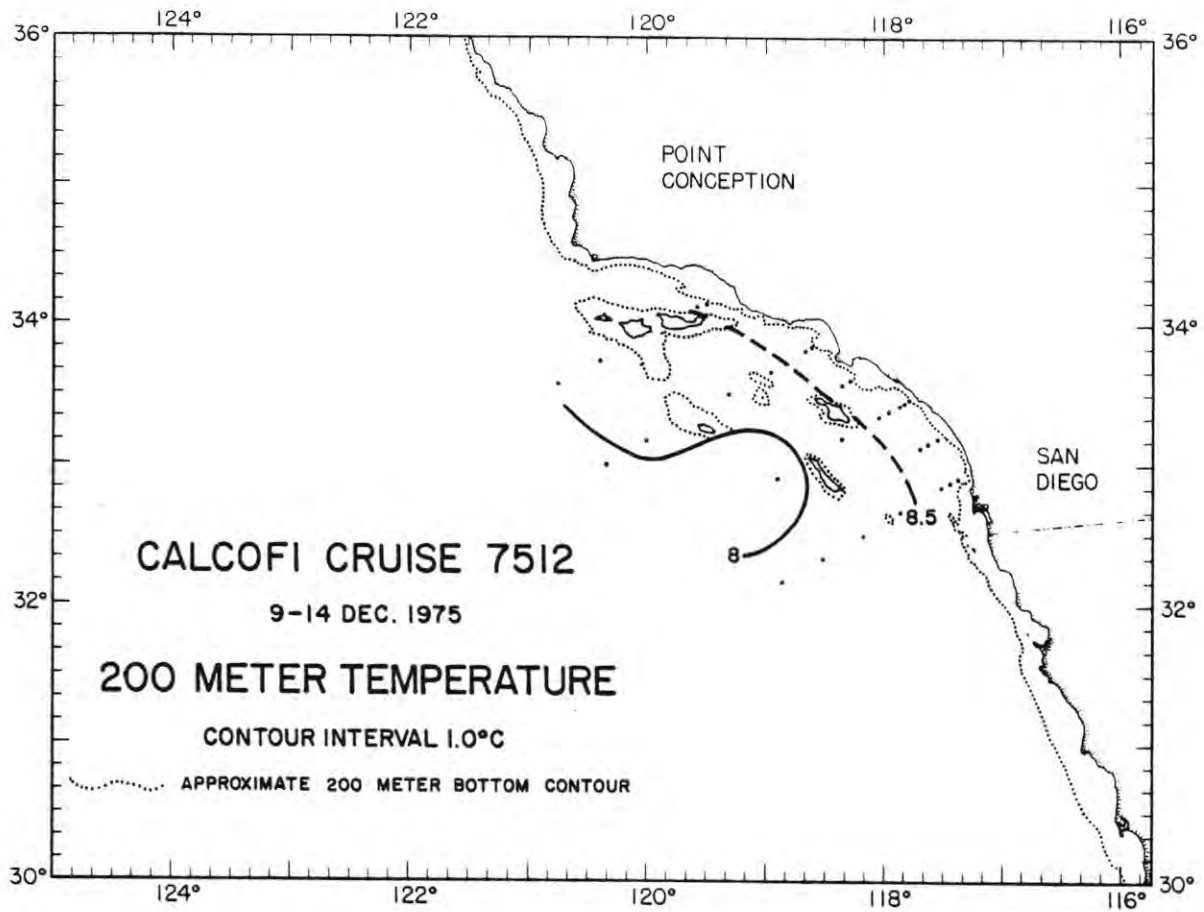 124° 122° 120° 118° 116°
36° 36°
POINT
CONCEPTION
34° 34°
SAN
DIEGO
8.5
8
CALCOFI CRUISE 7512
9-14 DEC. 1975
32° 32°
200 METER TEMPERATURE
CONTOUR INTERVAL 1.0°C
APPROXIMATE 200 METER BOTTOM CONTOUR
30° 30°
124° 122° 120° 118° 116°